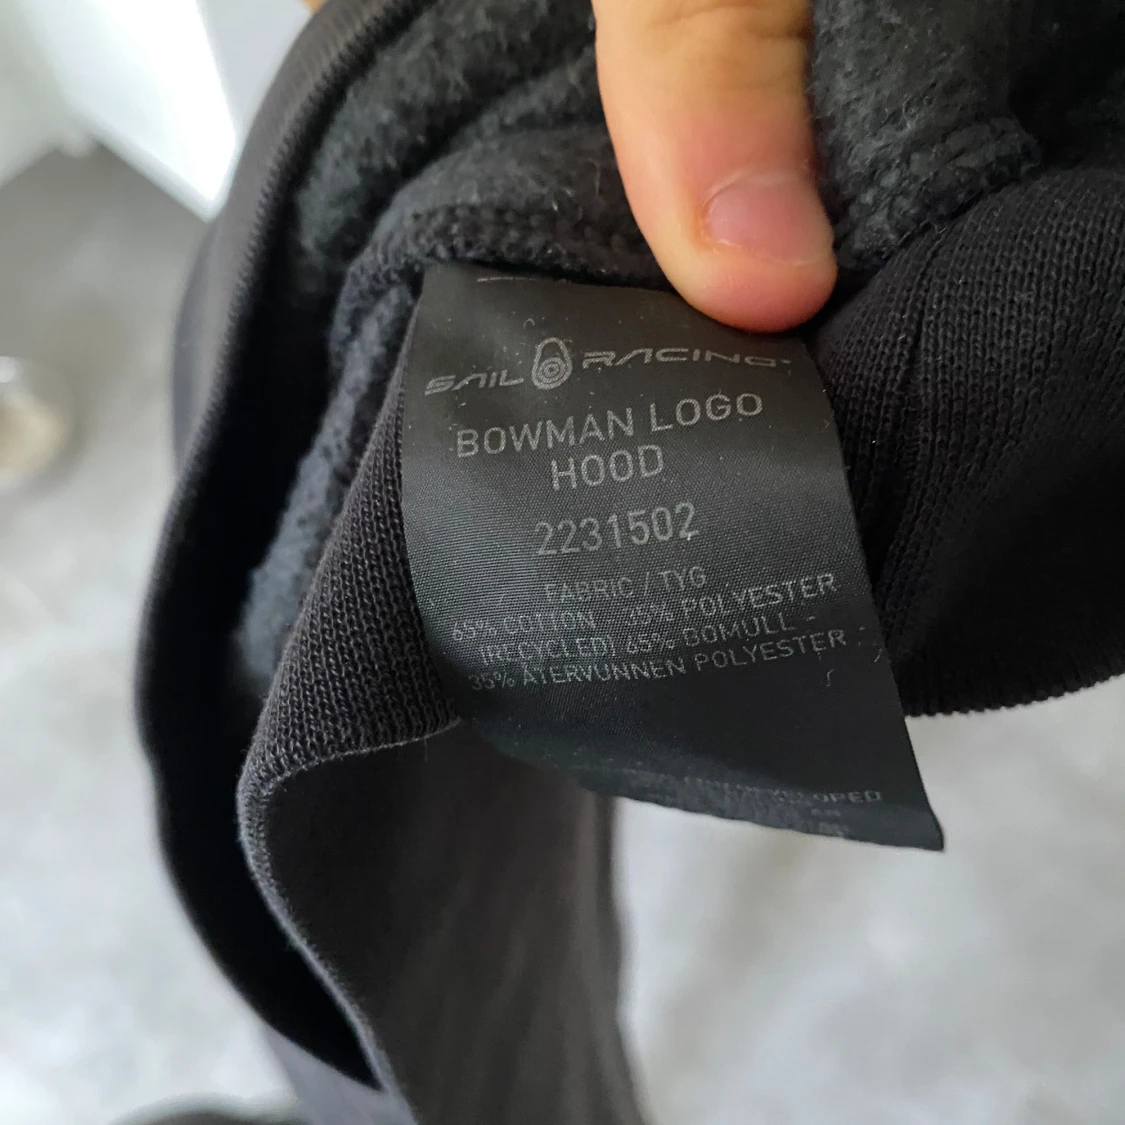 SAIL RACING
BOWMAN LOGO
HOOD
2231502
FABRIC / TYG
65% COTTON 35% POLYESTER
(RECYCLED) 65% BOMULL -
35% ÅTERVUNNEN POLYESTER